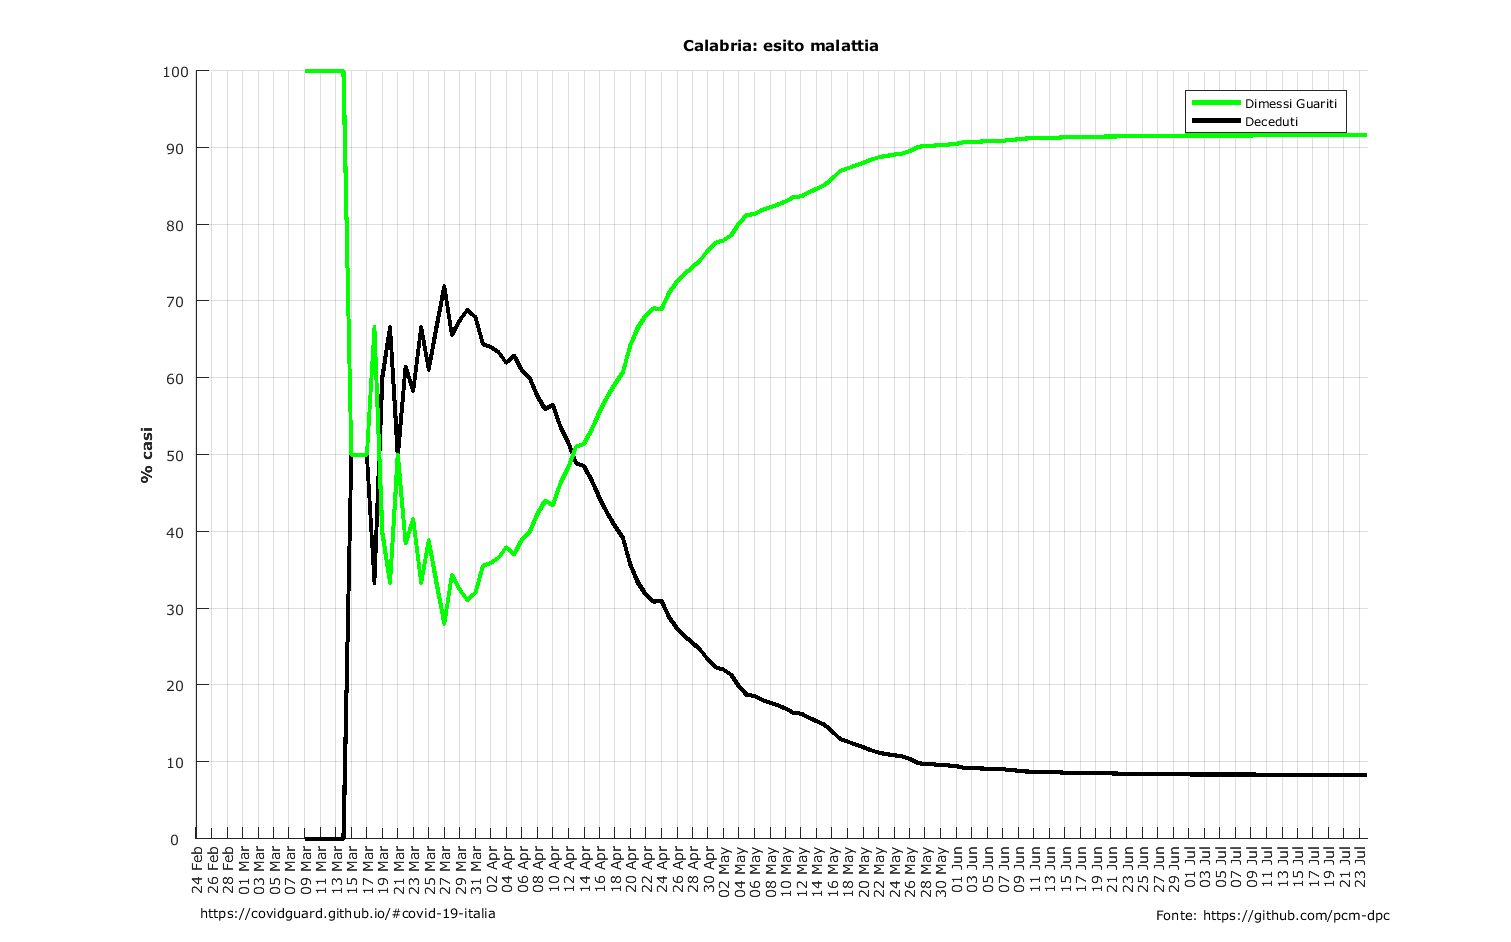 Calabria: esito malattia
Dimessi Guariti
Deceduti
% casi
100
90
80
70
60
50
40
30
20
10
0
24 Feb
26 Feb
28 Feb
01 Mar
03 Mar
05 Mar
07 Mar
09 Mar
11 Mar
13 Mar
15 Mar
17 Mar
19 Mar
21 Mar
23 Mar
25 Mar
27 Mar
29 Mar
31 Mar
02 Apr
04 Apr
06 Apr
08 Apr
10 Apr
12 Apr
14 Apr
16 Apr
18 Apr
20 Apr
22 Apr
24 Apr
26 Apr
28 Apr
30 Apr
02 May
04 May
06 May
08 May
10 May
12 May
14 May
16 May
18 May
20 May
22 May
24 May
26 May
28 May
30 May
01 Jun
03 Jun
05 Jun
07 Jun
09 Jun
11 Jun
13 Jun
15 Jun
17 Jun
19 Jun
21 Jun
23 Jun
25 Jun
27 Jun
29 Jun
01 Jul
03 Jul
05 Jul
07 Jul
09 Jul
11 Jul
13 Jul
15 Jul
17 Jul
19 Jul
21 Jul
23 Jul
https://covidguard.github.io/#covid-19-italia
Fonte: https://github.com/pcm-dpc